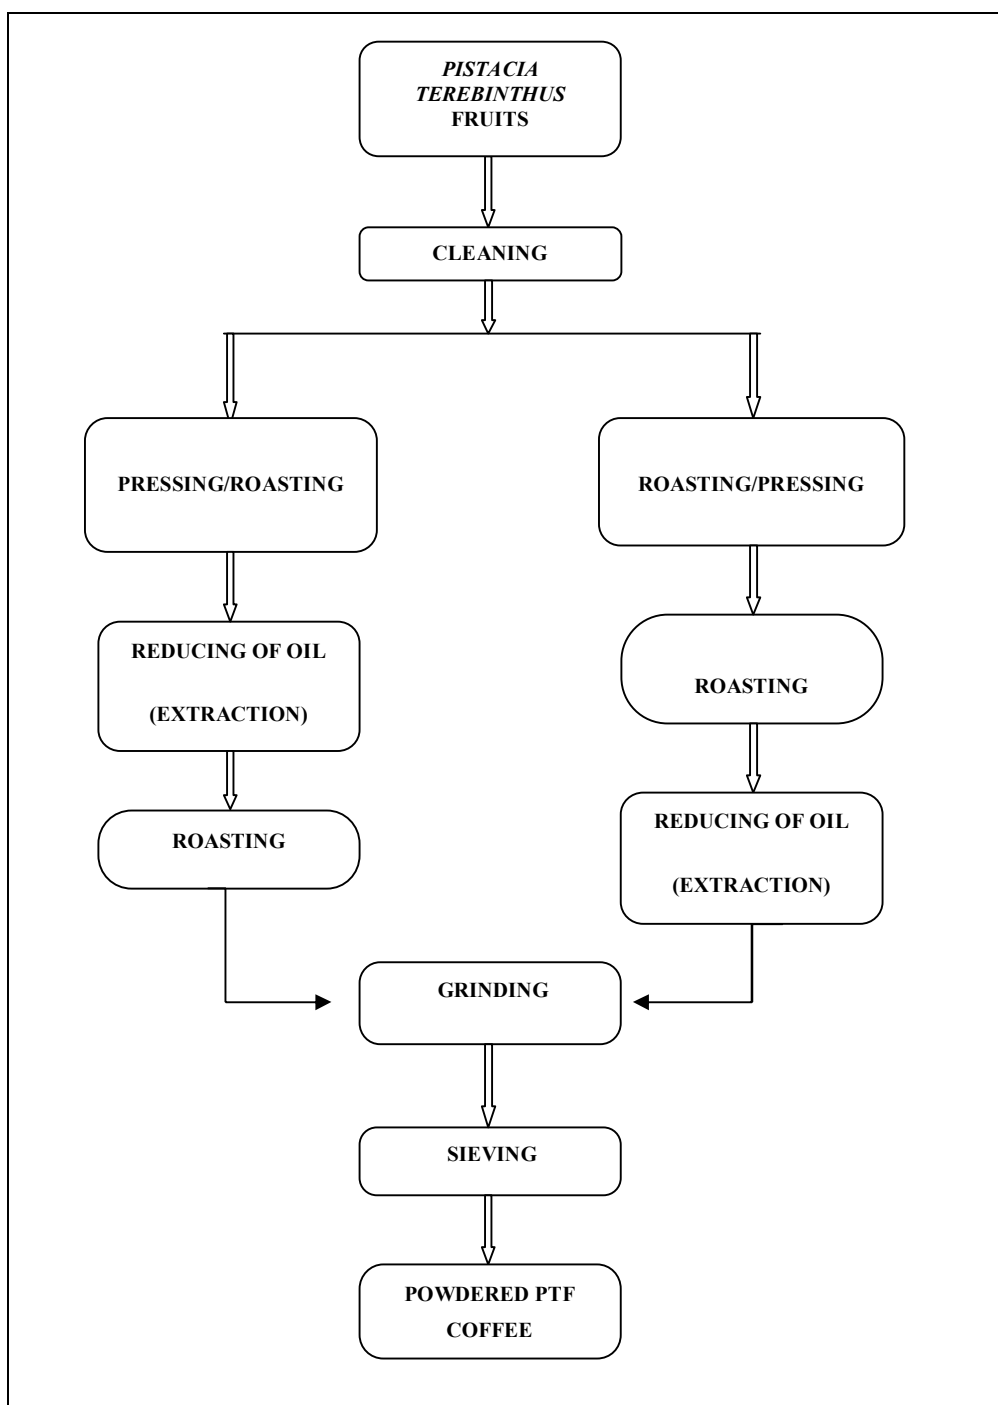 PISTACIA
TEREBINTHUS
FRUITS
CLEANING
PRESSING/ROASTING
ROASTING/PRESSING
REDUCING OF OIL
(EXTRACTION)
ROASTING
ROASTING
REDUCING OF OIL
(EXTRACTION)
GRINDING
SIEVING
POWDERED PTF
COFFEE